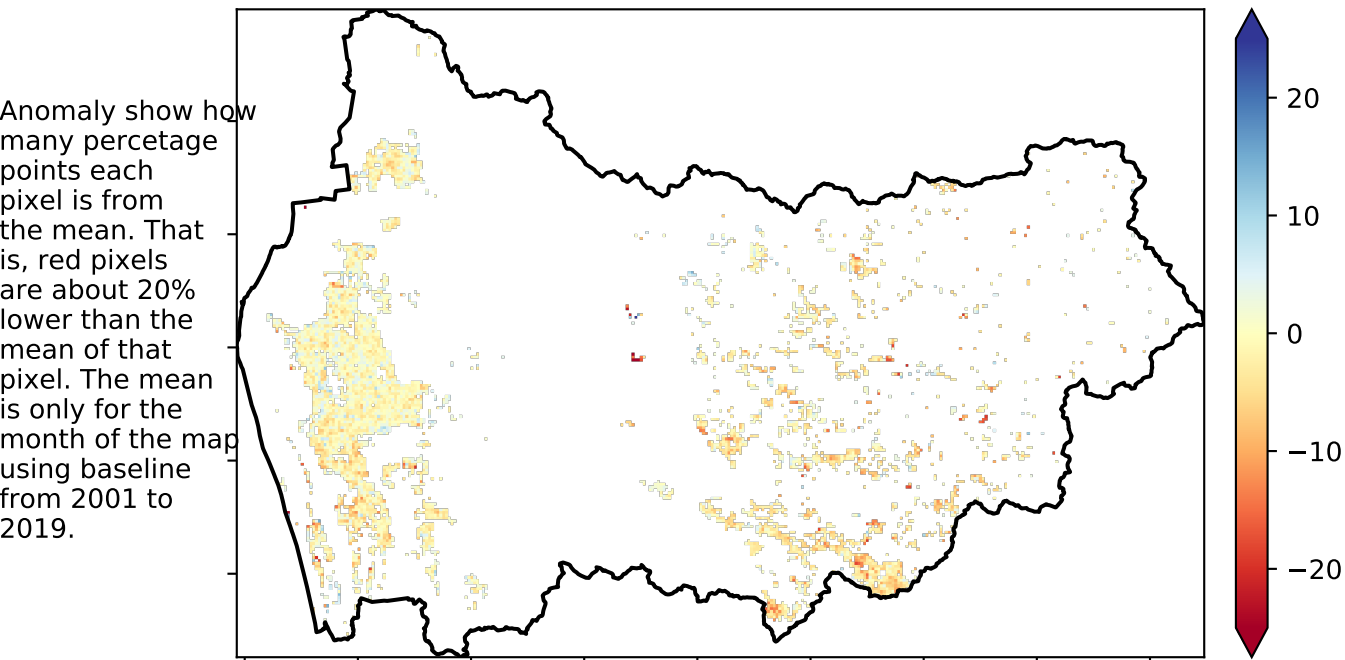 Anomaly show how
many percetage
points each
pixel is from
the mean. That
is, red pixels
are about 20%
lower than the
mean of that
pixel. The mean
is only for the
month of the map
using baseline
from 2001 to
2019.
20
10
0
−10
−20